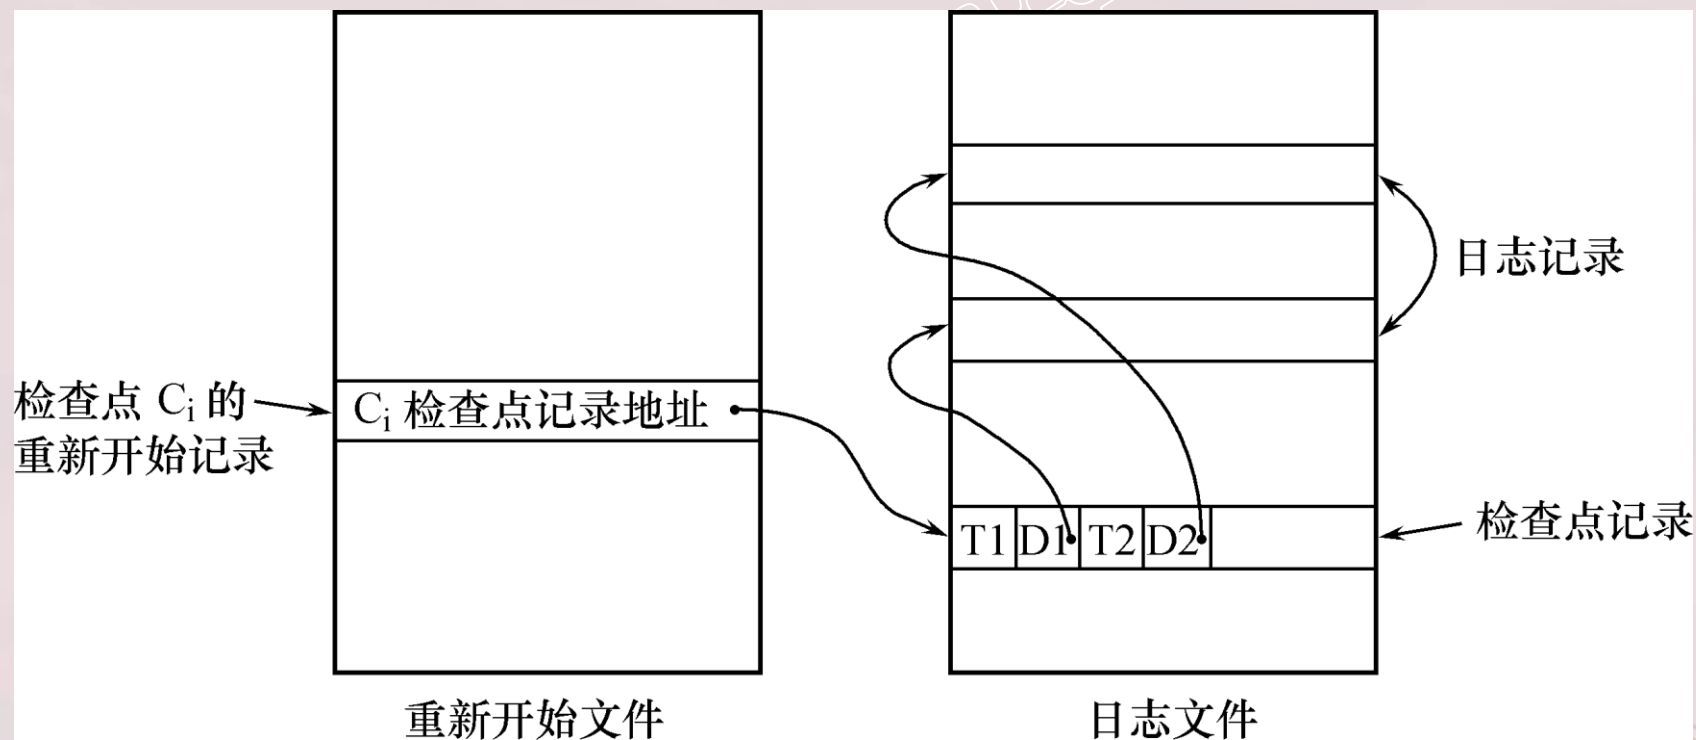 日志记录
检查点 Ci 的
重新开始记录
Ci 检查点记录地址
T1 D1 T2 D2
检查点记录
重新开始文件
日志文件